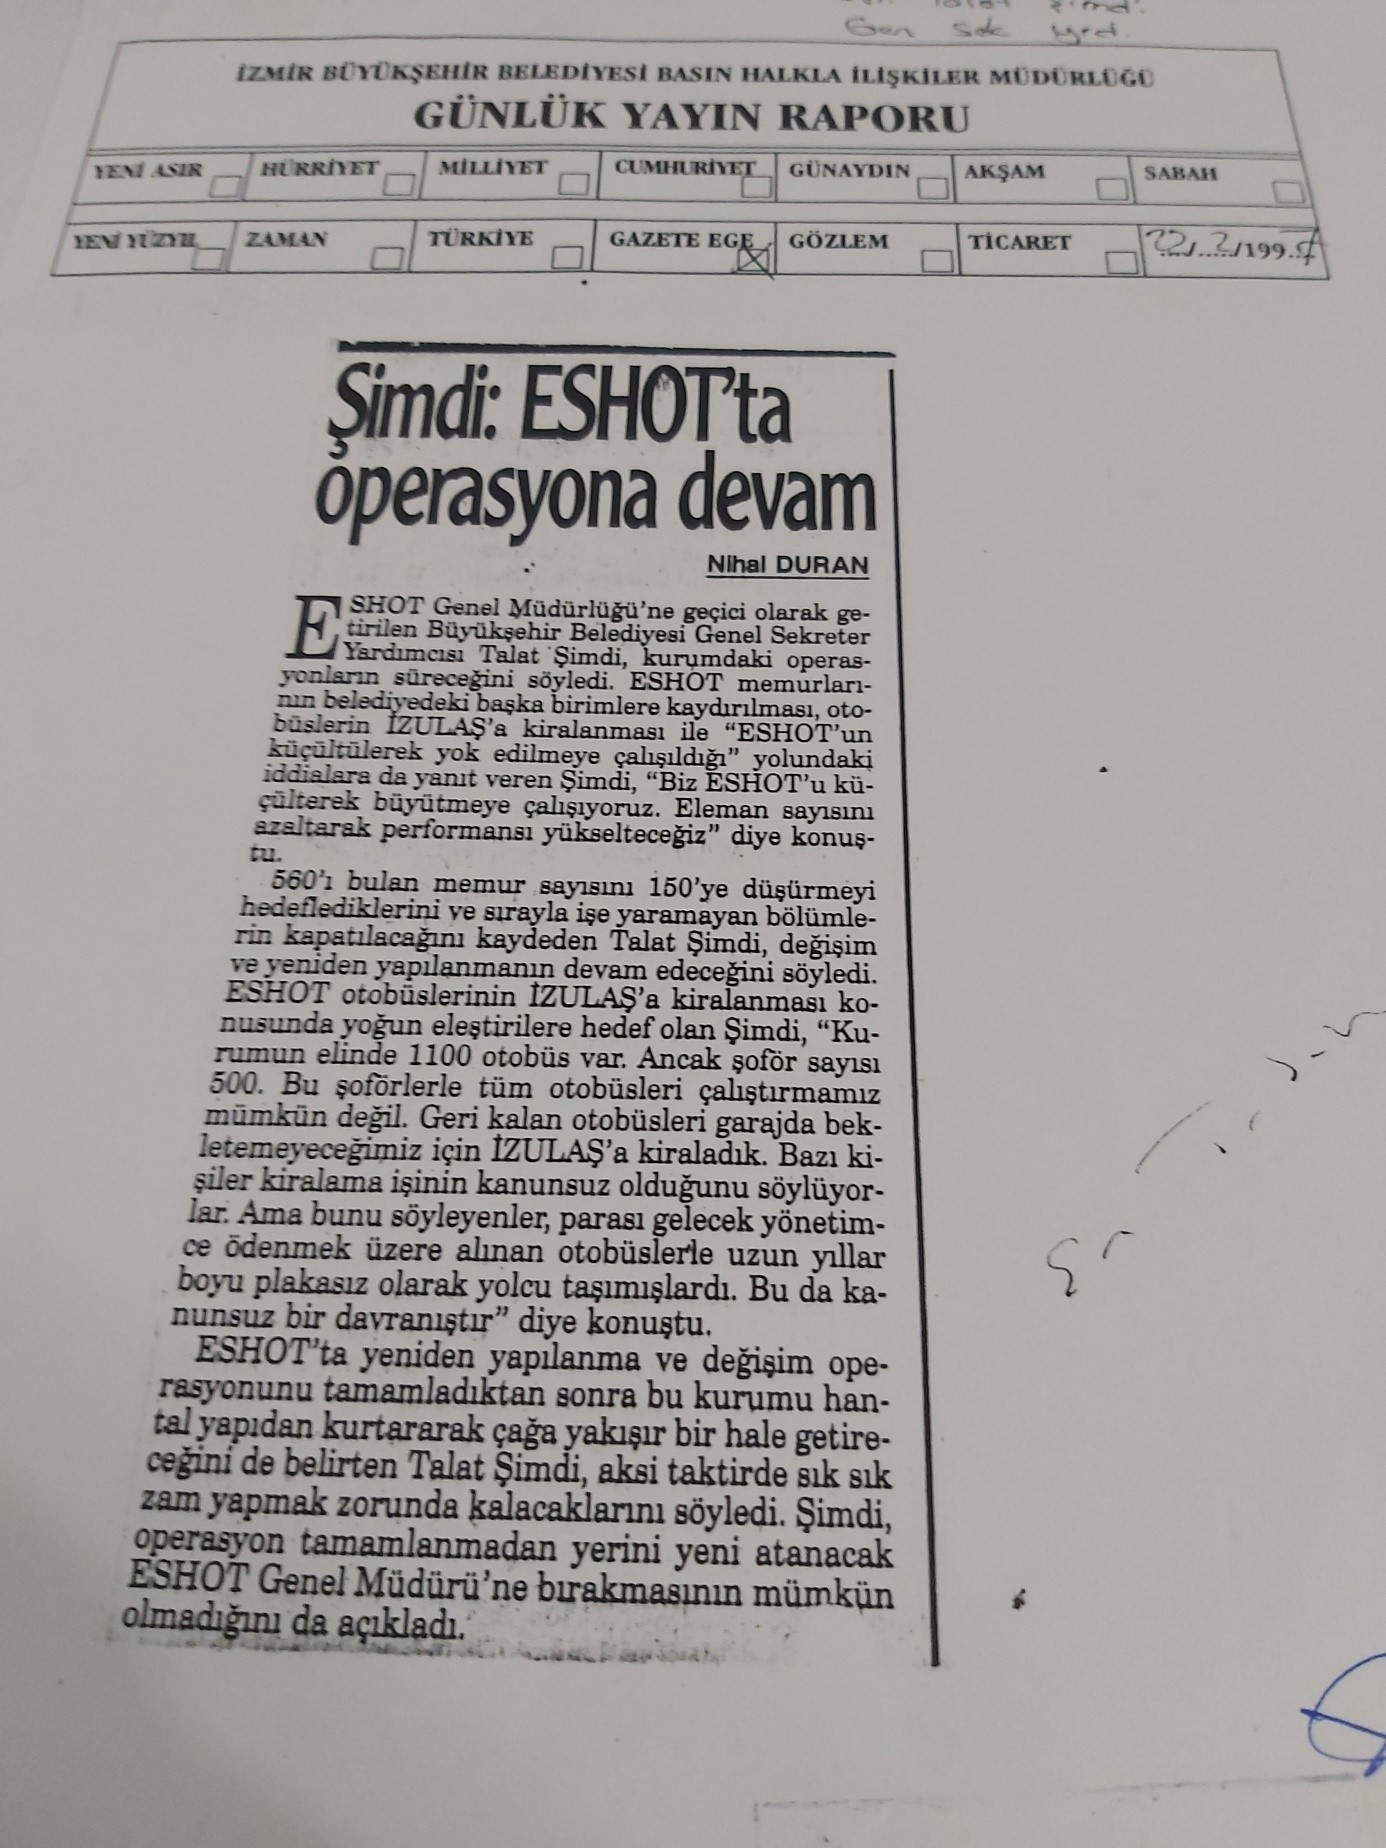 Talat Şimdi.
Gen Sek yrd.
İZMİR BÜYÜKŞEHİR BELEDİYESİ BASIN HALKLA İLİŞKİLER MÜDÜRLÜĞÜ
GÜNLÜK YAYIN RAPORU
YENİ ASIR HÜRRİYET MİLLİYET CUMHURİYET GÜNAYDIN AKŞAM SABAH
YENİ YÜZYIL ZAMAN TÜRKİYE GAZETE EGE GÖZLEM TİCARET 22/2/1997
Şimdi: ESHOT'ta
operasyona devam
Nihal DURAN
ESHOT Genel Müdürlüğü'ne geçici olarak ge-
tirilen Büyükşehir Belediyesi Genel Sekreter
Yardımcısı Talat Şimdi, kurumdaki operas-
yonların süreceğini söyledi. ESHOT memurları-
nın belediyedeki başka birimlere kaydırılması, oto-
büslerin İZULAŞ'a kiralanması ile “ESHOT'un
küçültülerek yok edilmeye çalışıldığı” yolundaki
iddialara da yanıt veren Şimdi, “Biz ESHOT'u kü-
çülterek büyütmeye çalışıyoruz. Eleman sayısını
azaltarak performansı yükselteceğiz” diye konuş-
tu.
560'ı bulan memur sayısını 150'ye düşürmeyi
hedeflediklerini ve sırayla işe yaramayan bölümle-
rin kapatılacağını kaydeden Talat Şimdi, değişim
ve yeniden yapılanmanın devam edeceğini söyledi.
ESHOT otobüslerinin İZULAŞ'a kiralanması ko-
nusunda yoğun eleştirilere hedef olan Şimdi, “Ku-
rumun elinde 1100 otobüs var. Ancak şoför sayısı
500. Bu şoförlerle tüm otobüsleri çalıştırmamız
mümkün değil. Geri kalan otobüsleri garajda bek-
letemeyeceğimiz için İZULAŞ'a kiraladık. Bazı ki-
şiler kiralama işinin kanunsuz olduğunu söylüyor-
lar. Ama bunu söyleyenler, parası gelecek yönetim-
ce ödenmek üzere alınan otobüslerle uzun yıllar
boyu plakasız olarak yolcu taşımışlardı. Bu da ka-
nunsuz bir davranıştır” diye konuştu.
ESHOT'ta yeniden yapılanma ve değişim ope-
rasyonunu tamamladıktan sonra bu kurumu han-
tal yapıdan kurtararak çağa yakışır bir hale getire-
ceğini de belirten Talat Şimdi, aksi taktirde sık sık
zam yapmak zorunda kalacaklarını söyledi. Şimdi,
operasyon tamamlanmadan yerini yeni atanacak
ESHOT Genel Müdürü'ne bırakmasının mümkün
olmadığını da açıkladı.